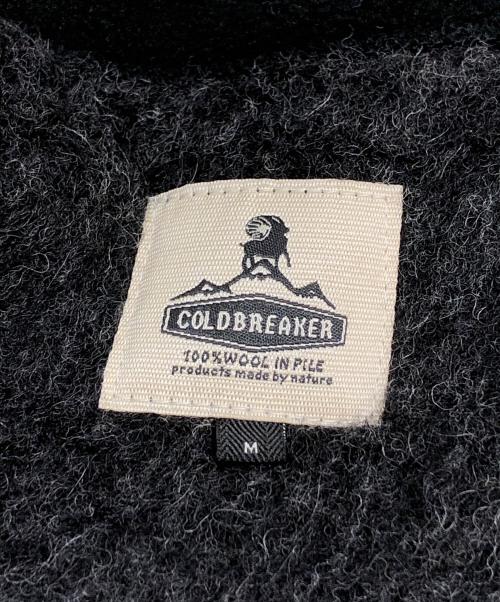 COLDBREAKER
100%WOOL IN PILE
products made by nature
M